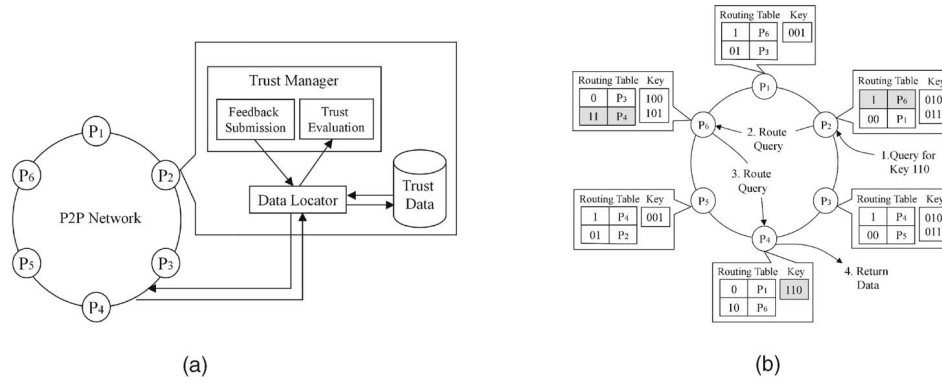 Trust Manager
Feedback Submission
Trust Evaluation
Data Locator
Trust Data
P2P Network
P1
P2
P3
P4
P5
P6
(a)
Routing Table Key
1 P6 001
01 P3
P1
Routing Table Key
0 P3 100
11 P4 101
P6
Routing Table Key
1 P6 010
00 P1 011
P2
1.Query for Key 110
2. Route Query
3. Route Query
Routing Table Key
1 P4 001
01 P2
P5
Routing Table Key
1 P4 010
00 P5 011
P3
P4
4. Return Data
Routing Table Key
0 P1 110
10 P6
(b)